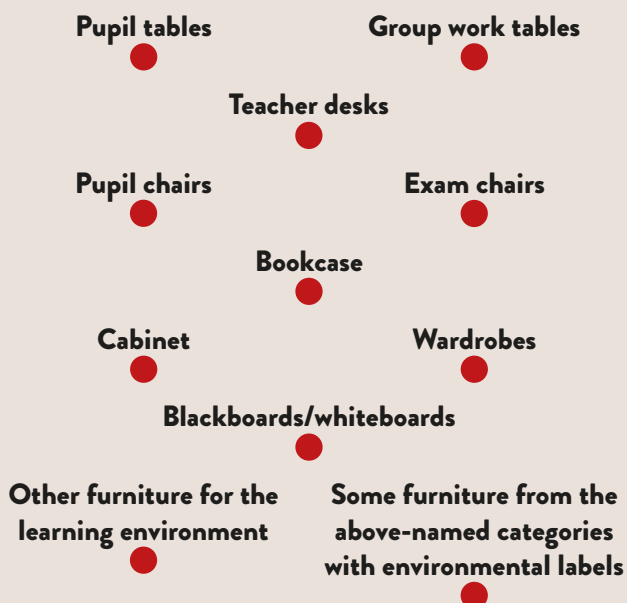 Pupil tables
Group work tables
Teacher desks
Pupil chairs
Exam chairs
Bookcase
Cabinet
Wardrobes
Blackboards/whiteboards
Other furniture for the
learning environment
Some furniture from the
above-named categories
with environmental labels